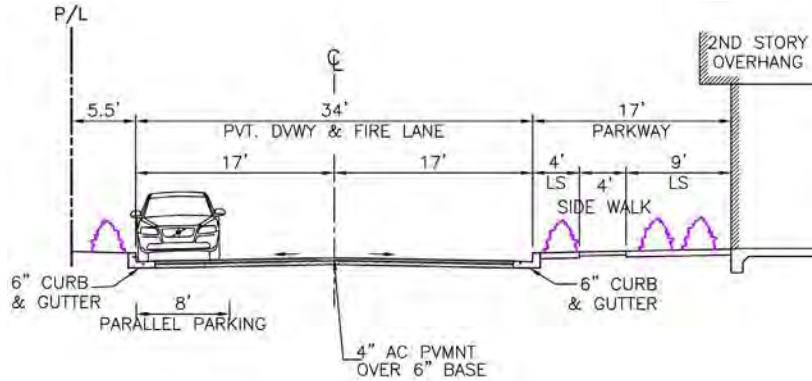 P/L
2ND STORY
OVERHANG
℄
5.5'
34'
17'
PVT. DVWY & FIRE LANE
PARKWAY
17'
17'
4'
9'
LS
4'
LS
SIDE WALK
6" CURB
& GUTTER
6" CURB
& GUTTER
8'
PARALLEL PARKING
4" AC PVMNT
OVER 6" BASE